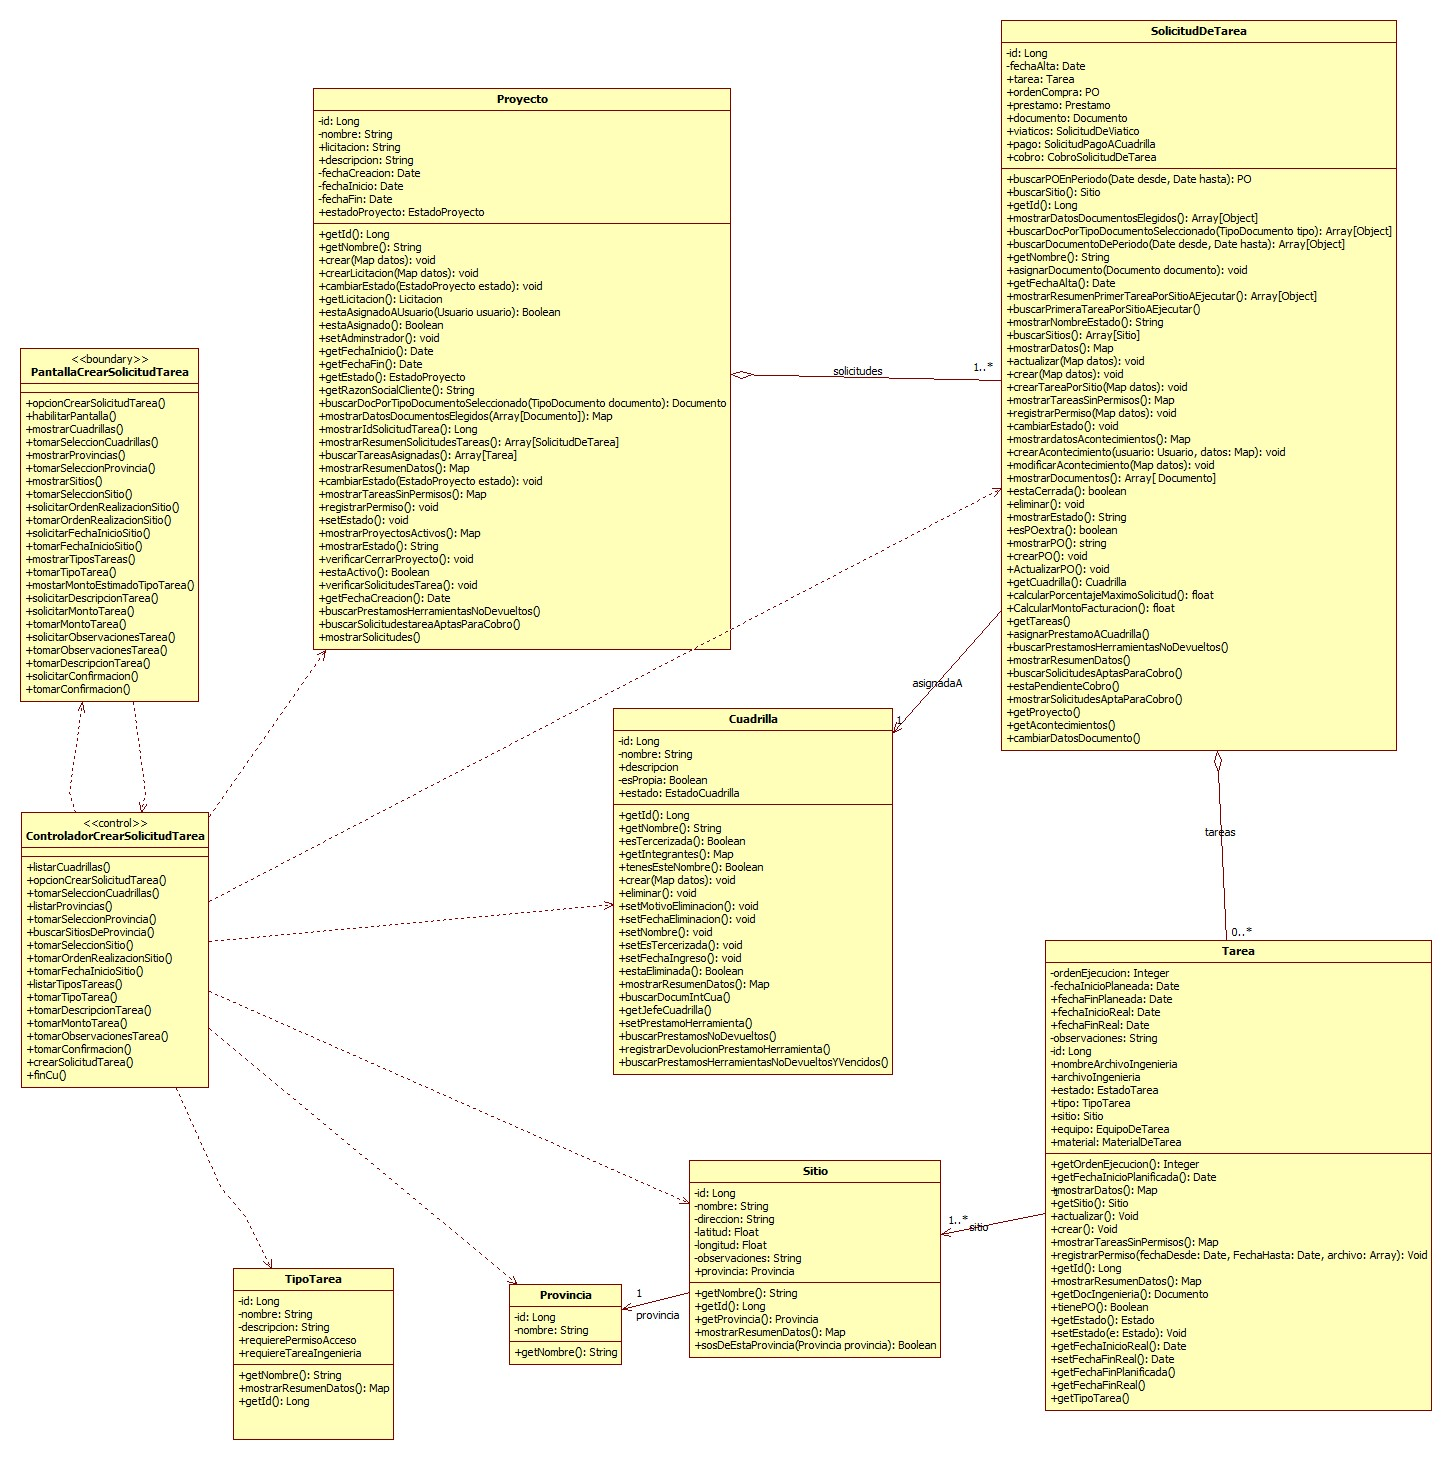 SolicitudDeTarea
-id: Long
-fechaAlta: Date
+tarea: Tarea
+ordenCompra: PO
+prestamo: Prestamo
+documento: Documento
+viaticos: SolicitudDeViatico
+pago: SolicitudPagoACuadrilla
+cobro: CobroSolicitudDeTarea
+buscarPOEnPeriodo(Date desde, Date hasta): PO
+buscarSitio(): Sitio
+getId(): Long
+mostrarDatosDocumentosElegidos(): Array[Object]
+buscarDocPorTipoDocumentoSeleccionado(TipoDocumento tipo): Array[Object]
+buscarDocumentoDePeriodo(Date desde, Date hasta): Array[Object]
+getNombre(): String
+asignarDocumento(Documento documento): void
+getFechaAlta(): Date
+mostrarResumenPrimerTareaPorSitioAEjecutar(): Array[Object]
+buscarPrimeraTareaPorSitioAEjecutar()
+mostrarNombreEstado(): String
+buscarSitios(): Array[Sitio]
+mostrarDatos(): Map
+actualizar(Map datos): void
+crear(Map datos): void
+crearTareaPorSitio(Map datos): void
+mostrarTareasSinPermisos(): Map
+registrarPermiso(Map datos): void
+cambiarEstado(): void
+mostrardatosAcontecimientos(): Map
+crearAcontecimiento(usuario: Usuario, datos: Map): void
+modificarAcontecimiento(Map datos): void
+mostrarDocumentos(): Array[ Documento]
+estaCerrada(): boolean
+eliminar(): void
+mostrarEstado(): String
+esPOextra(): boolean
+mostrarPO(): string
+crearPO(): void
+ActualizarPO(): void
+getCuadrilla(): Cuadrilla
+calcularPorcentajeMaximoSolicitud(): float
+CalcularMontoFacturacion(): float
+getTareas()
+asignarPrestamoACuadrilla()
+buscarPrestamosHerramientasNoDevueltos()
+mostrarResumenDatos()
+buscarSolicitudesAptasParaCobro()
+estaPendienteCobro()
+mostrarSolicitudesAptaParaCobro()
+getProyecto()
+getAcontecimientos()
+cambiarDatosDocumento()
Proyecto
-id: Long
-nombre: String
+licitacion: String
+descripcion: String
-fechaCreacion: Date
-fechaInicio: Date
-fechaFin: Date
+estadoProyecto: EstadoProyecto
+getId(): Long
+getNombre(): String
+crear(Map datos): void
+crearLicitacion(Map datos): void
+cambiarEstado(EstadoProyecto estado): void
+getLicitacion(): Licitacion
+estaAsignadoAUsuario(Usuario usuario): Boolean
+estaAsignado(): Boolean
+setAdminstrador(): void
+getFechaInicio(): Date
+getFechaFin(): Date
+getEstado(): EstadoProyecto
+getRazonSocialCliente(): String
+buscarDocPorTipoDocumentoSeleccionado(TipoDocumento documento): Documento
+mostrarDatosDocumentosElegidos(Array[Documento]): Map
+mostrarIdSolicitudTarea(): Long
+mostrarResumenSolicitudesTareas(): Array[SolicitudDeTarea]
+buscarTareasAsignadas(): Array[Tarea]
+mostrarResumenDatos(): Map
+cambiarEstado(EstadoProyecto estado): void
+mostrarTareasSinPermisos(): Map
+registrarPermiso(): void
+setEstado(): void
+mostrarProyectosActivos(): Map
+mostrarEstado(): String
+verificarCerrarProyecto(): void
+estaActivo(): Boolean
+verificarSolicitudesTarea(): void
+getFechaCreacion(): Date
+buscarPrestamosHerramientasNoDevueltos()
+buscarSolicitudestareaAptasParaCobro()
+mostrarSolicitudes()
solicitudes
1..*
<<boundary>>
PantallaCrearSolicitudTarea
+opcionCrearSolicitudTarea()
+habilitarPantalla()
+mostrarCuadrillas()
+tomarSeleccionCuadrillas()
+mostrarProvincias()
+tomarSeleccionProvincia()
+mostrarSitios()
+tomarSeleccionSitio()
+solicitarOrdenRealizacionSitio()
+tomarOrdenRealizacionSitio()
+solicitarFechaInicioSitio()
+tomarFechaInicioSitio()
+mostrarTiposTareas()
+tomarTipoTarea()
+mostarMontoEstimadoTipoTarea()
+solicitarDescripcionTarea()
+solicitarMontoTarea()
+tomarMontoTarea()
+solicitarObservacionesTarea()
+tomarObservacionesTarea()
+tomarDescripcionTarea()
+solicitarConfirmacion()
+tomarConfirmacion()
asignadaA
1
Cuadrilla
-id: Long
-nombre: String
+descripcion
-esPropia: Boolean
+estado: EstadoCuadrilla
+getId(): Long
+getNombre(): String
+esTercerizada(): Boolean
+getIntegrantes(): Map
+tenesEsteNombre(): Boolean
+crear(Map datos): void
+eliminar(): void
+setMotivoEliminacion(): void
+setFechaEliminacion(): void
+setNombre(): void
+setEsTercerizada(): void
+setFechaIngreso(): void
+estaEliminada(): Boolean
+mostrarResumenDatos(): Map
+buscarDocumIntCua()
+getJefeCuadrilla()
+setPrestamoHerramienta()
+buscarPrestamosNoDevueltos()
+registrarDevolucionPrestamoHerramienta()
+buscarPrestamosHerramientasNoDevueltosYVencidos()
<<control>>
ControladorCrearSolicitudTarea
+listarCuadrillas()
+opcionCrearSolicitudTarea()
+tomarSeleccionCuadrillas()
+listarProvincias()
+tomarSeleccionProvincia()
+buscarSitiosDeProvincia()
+tomarSeleccionSitio()
+tomarOrdenRealizacionSitio()
+tomarFechaInicioSitio()
+listarTiposTareas()
+tomarTipoTarea()
+tomarDescripcionTarea()
+tomarMontoTarea()
+tomarObservacionesTarea()
+tomarConfirmacion()
+crearSolicitudTarea()
+finCu()
tareas
0..*
Tarea
-ordenEjecucion: Integer
-fechaInicioPlaneada: Date
+fechaFinPlaneada: Date
+fechaInicioReal: Date
+fechaFinReal: Date
-observaciones: String
-id: Long
+nombreArchivoIngenieria
+archivoIngenieria
+estado: EstadoTarea
+tipo: TipoTarea
+sitio: Sitio
+equipo: EquipoDeTarea
+material: MaterialDeTarea
+getOrdenEjecucion(): Integer
+getFechaInicioPlanificada(): Date
+mostrarDatos(): Map
+getSitio(): Sitio
+actualizar(): Void
+crear(): Void
+mostrarTareasSinPermisos(): Map
+registrarPermiso(fechaDesde: Date, FechaHasta: Date, archivo: Array): Void
+getId(): Long
+mostrarResumenDatos(): Map
+getDocIngenieria(): Documento
+tienePO(): Boolean
+getEstado(): Estado
+setEstado(e: Estado): Void
+getFechaInicioReal(): Date
+setFechaFinReal(): Date
+getFechaFinPlanificada()
+getFechaFinReal()
+getTipoTarea()
1
1..*
sitio
Sitio
-id: Long
-nombre: String
-direccion: String
-latitud: Float
-longitud: Float
-observaciones: String
+provincia: Provincia
+getNombre(): String
+getId(): Long
+getProvincia(): Provincia
+mostrarResumenDatos(): Map
+sosDeEstaProvincia(Provincia provincia): Boolean
1
provincia
Provincia
-id: Long
-nombre: String
+getNombre(): String
TipoTarea
-id: Long
-nombre: String
-descripcion: String
+requierePermisoAcceso
+requiereTareaIngenieria
+getNombre(): String
+mostrarResumenDatos(): Map
+getId(): Long